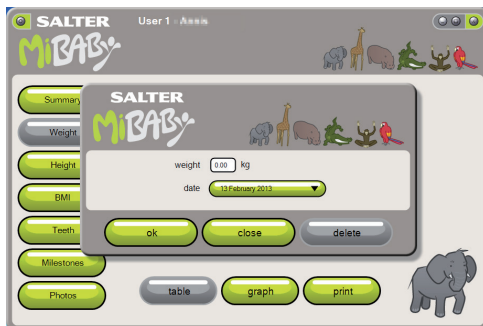 SALTER
User 1 -
MiBABy
Summary
Weight
Height
BMI
Teeth
Milestones
Photos
SALTER
MiBABy
weight 0.00 kg
date 13 February 2013
ok close delete
table graph print